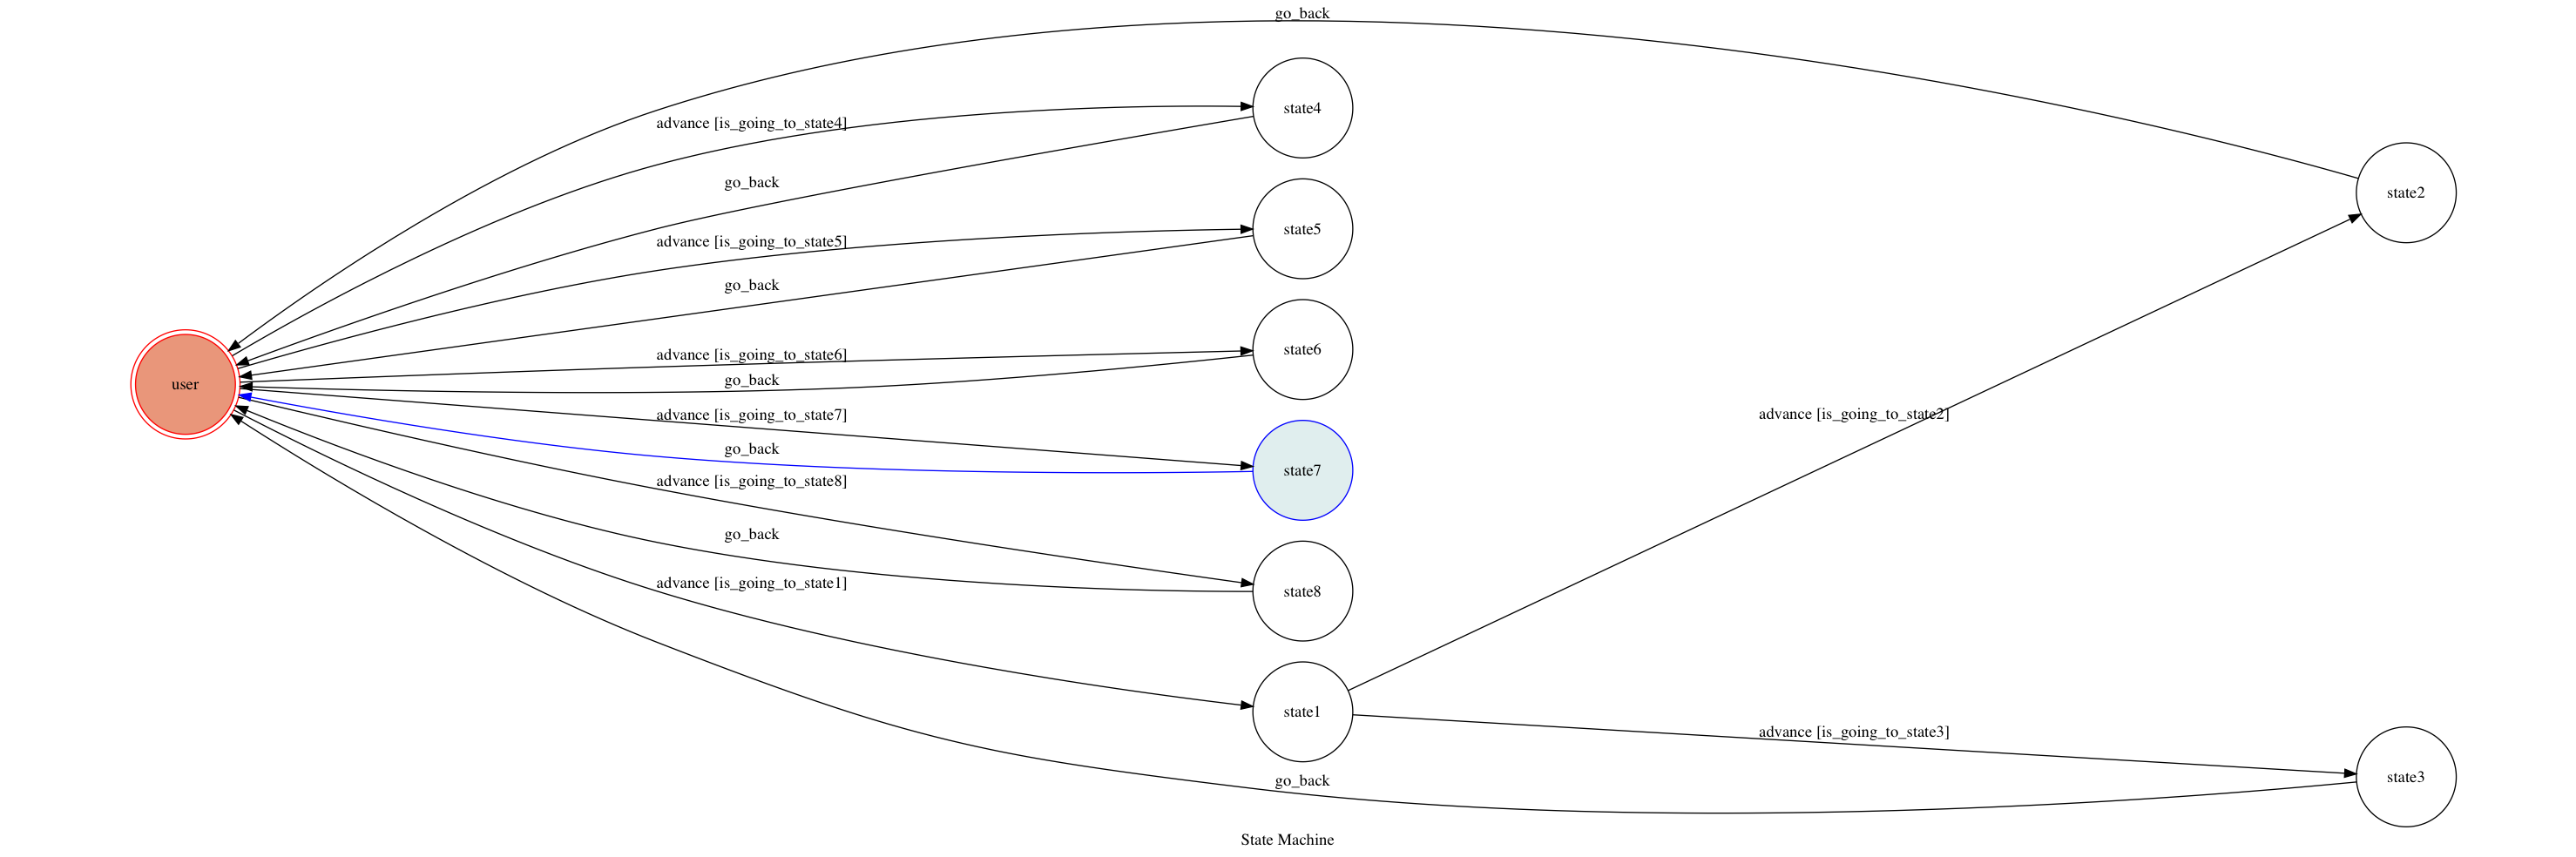 go_back
state4
advance [is_going_to_state4]
go_back
state2
state5
advance [is_going_to_state5]
go_back
state6
advance [is_going_to_state6]
go_back
user
advance [is_going_to_state7]
advance [is_going_to_state2]
go_back
state7
advance [is_going_to_state8]
go_back
advance [is_going_to_state1]
state8
state1
advance [is_going_to_state3]
go_back
state3
State Machine